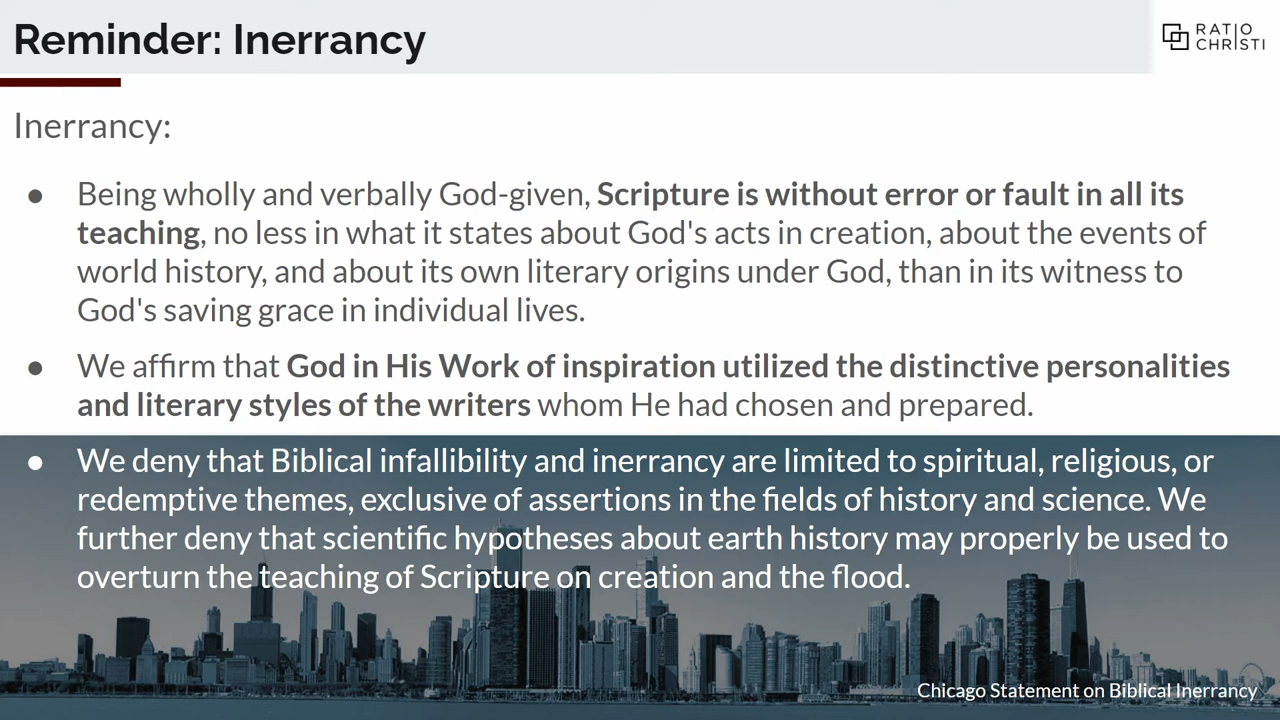 Reminder: Inerrancy
RATIO
CHRISTI
Inerrancy:
● Being wholly and verbally God-given, Scripture is without error or fault in all its
teaching, no less in what it states about God's acts in creation, about the events of
world history, and about its own literary origins under God, than in its witness to
God's saving grace in individual lives.
● We affirm that God in His Work of inspiration utilized the distinctive personalities
and literary styles of the writers whom He had chosen and prepared.
● We deny that Biblical infallibility and inerrancy are limited to spiritual, religious, or
redemptive themes, exclusive of assertions in the fields of history and science. We
further deny that scientific hypotheses about earth history may properly be used to
overturn the teaching of Scripture on creation and the flood.
Chicago Statement on Biblical Inerrancy